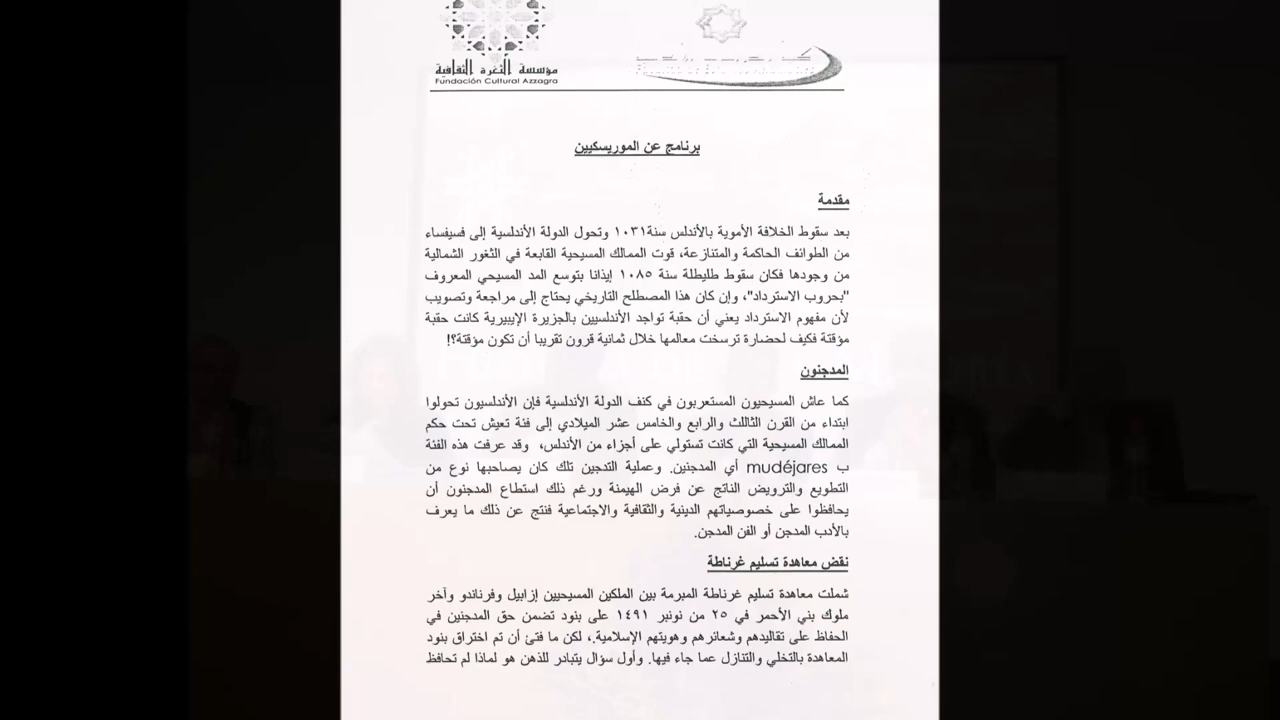 مؤسسة الثغرة الثقافية
Fundación Cultural Azzagra
برنامج عن الموريسكيين
مقدمة
بعد سقوط الخلافة الأموية بالأندلس سنة١٠٣١ وتحول الدولة الأندلسية إلى فسيفساء
من الطوائف الحاكمة والمتنازعة، قوت الممالك المسيحية القابعة في الثغور الشمالية
من وجودها فكان سقوط طليطلة سنة ١٠٨٥ إيذانا بتوسع المد المسيحي المعروف
"بحروب الاسترداد"، وإن كان هذا المصطلح التاريخي يحتاج إلى مراجعة وتصويب
لأن مفهوم الاسترداد يعني أن حقبة تواجد الأندلسيين بالجزيرة الإيبيرية كانت حقبة
مؤقتة فكيف لحضارة ترسخت معالمها خلال ثمانية قرون تقريبا أن تكون مؤقتة؟!
المدجنون
كما عاش المسيحيون المستعربون في كنف الدولة الأندلسية فإن الأندلسيون تحولوا
ابتداء من القرن الثاللث والرابع والخامس عشر الميلادي إلى فئة تعيش تحت حكم
الممالك المسيحية التي كانت تستولي على أجزاء من الأندلس، وقد عرفت هذه الفئة
ب mudéjares أي المدجنين. وعملية التدجين تلك كان يصاحبها نوع من
التطويع والترويض الناتج عن فرض الهيمنة ورغم ذلك استطاع المدجنون أن
يحافظوا على خصوصياتهم الدينية والثقافية والاجتماعية فنتج عن ذلك ما يعرف
بالأدب المدجن أو الفن المدجن.
نقض معاهدة تسليم غرناطة
شملت معاهدة تسليم غرناطة المبرمة بين الملكين المسيحيين إزابيل وفرناندو وآخر
ملوك بني الأحمر في ٢٥ من نونبر ١٤٩١ على بنود تضمن حق المدجنين في
الحفاظ على تقاليدهم وشعائرهم وهويتهم الإسلامية.، لكن ما فتئ أن تم اختراق بنود
المعاهدة بالتخلي والتنازل عما جاء فيها. وأول سؤال يتبادر للذهن هو لماذا لم تحافظ